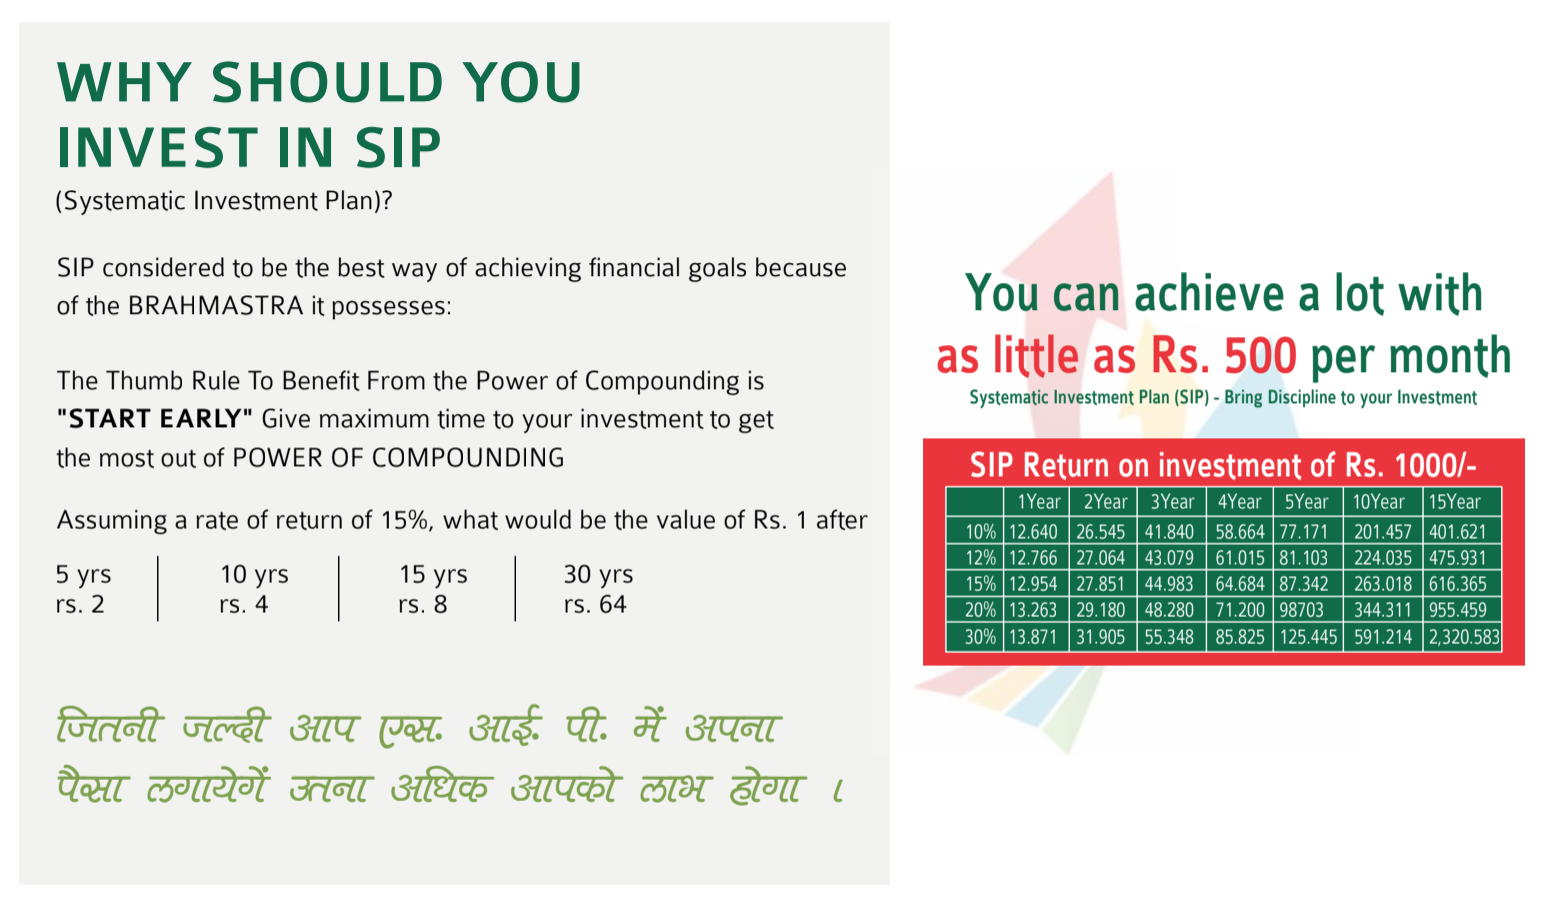 WHY SHOULD YOU
INVEST IN SIP
(Systematic Investment Plan)?
SIP considered to be the best way of achieving financial goals because
of the BRAHMASTRA it possesses:
The Thumb Rule To Benefit From the Power of Compounding is
"START EARLY" Give maximum time to your investment to get
the most out of POWER OF COMPOUNDING
Assuming a rate of return of 15%, what would be the value of Rs. 1 after
5 yrs 10 yrs 15 yrs 30 yrs
rs. 2 rs. 4 rs. 8 rs. 64
जितनी जल्दी आप एस. आई. पी. में अपना
पैसा लगायेगें उतना अधिक आपको लाभ होगा ।
You can achieve a lot with
as little as Rs. 500 per month
Systematic Investment Plan (SIP) - Bring Discipline to your Investment
SIP Return on investment of Rs. 1000/-
1Year 2Year 3Year 4Year 5Year 10Year 15Year
10% 12.640 26.545 41.840 58.664 77.171 201.457 401.621
12% 12.766 27.064 43.079 61.015 81.103 224.035 475.931
15% 12.954 27.851 44.983 64.684 87.342 263.018 616.365
20% 13.263 29.180 48.280 71.200 98703 344.311 955.459
30% 13.871 31.905 55.348 85.825 125.445 591.214 2,320.583